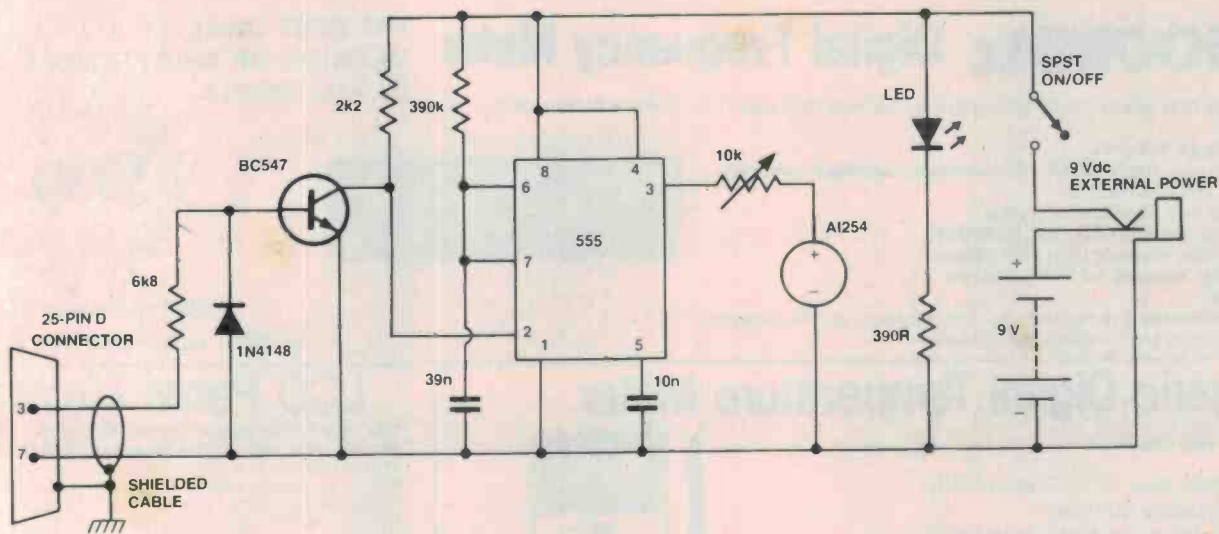 SPST
ON/OFF
LED
2k2
390k
BC547
8
4
10k
9 Vdc
EXTERNAL POWER
6
3
555
AI254
+
−
7
6k8
+
25-PIN D
CONNECTOR
1N4148
2
1
5
390R
9 V
39n
10n
−
3
7
SHIELDED
CABLE